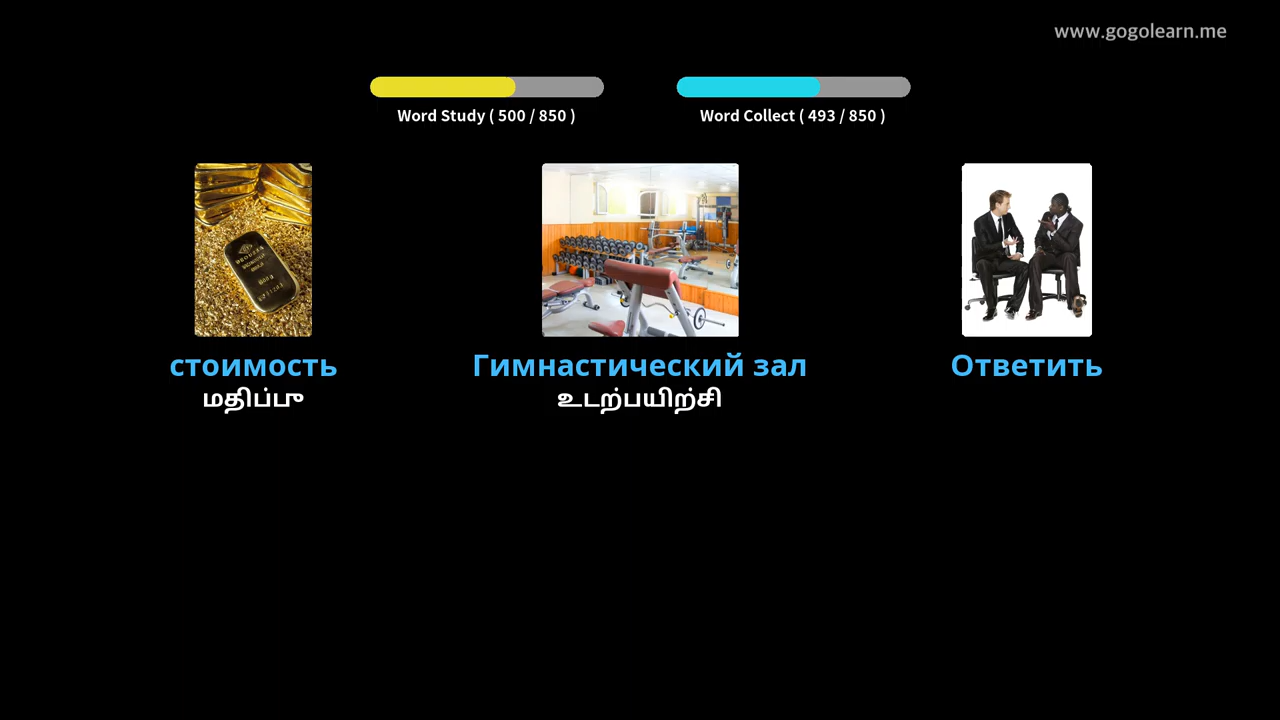 www.gogolearn.me
Word Study ( 500 / 850 )
Word Collect ( 493 / 850 )
стоимость
மதிப்பு
Гимнастический зал
உடற்பயிற்சி
Ответить